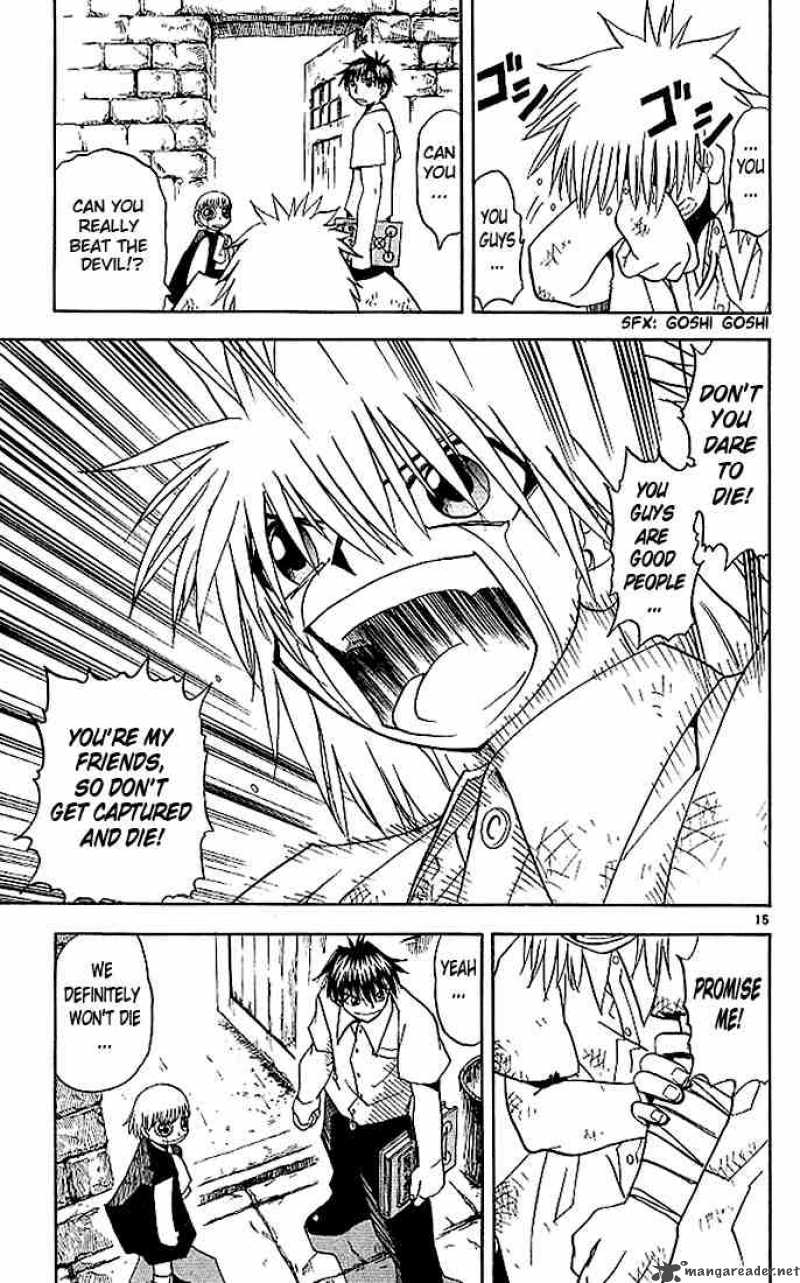 ゴシ
ゴシ
...
YOU
YOU
GUYS
...
SFX: GOSHI GOSHI
CAN
YOU
...
CAN YOU
REALLY
BEAT THE
DEVIL!?
DON'T
YOU
DARE
TO
DIE!
YOU
GUYS
ARE
GOOD
PEOPLE
...
YOU'RE MY
FRIENDS,
SO DON'T
GET CAPTURED
AND DIE!
15
PROMISE
ME!
YEAH
...
WE
DEFINITELY
WON'T DIE
...
mangareader.net